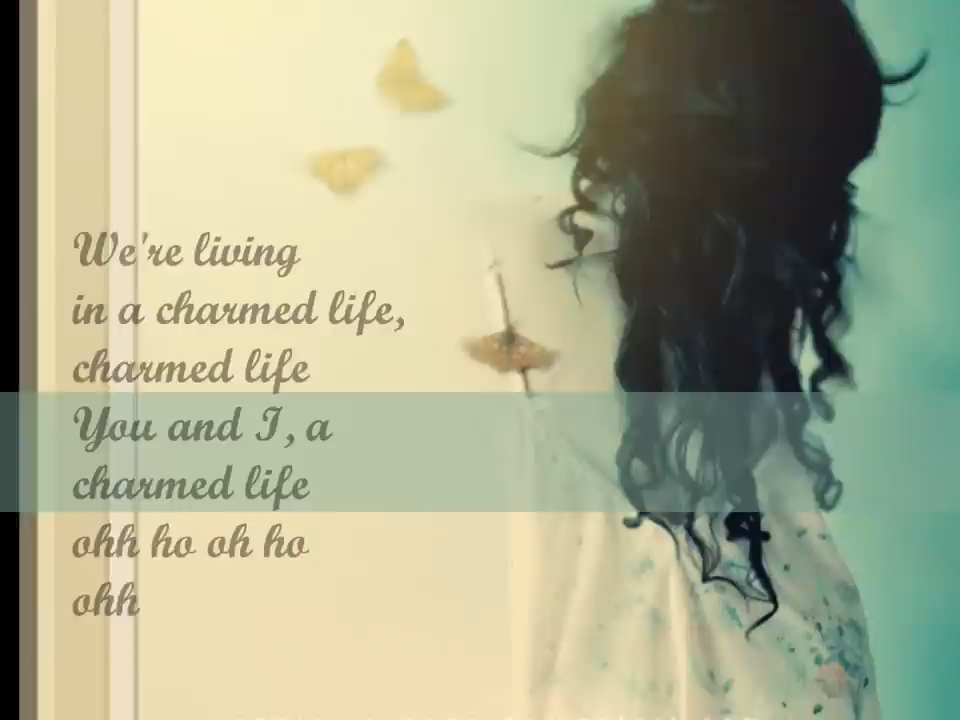 We're living
in a charmed life,
charmed life
You and I, a
charmed life
ohh ho oh ho
ohh